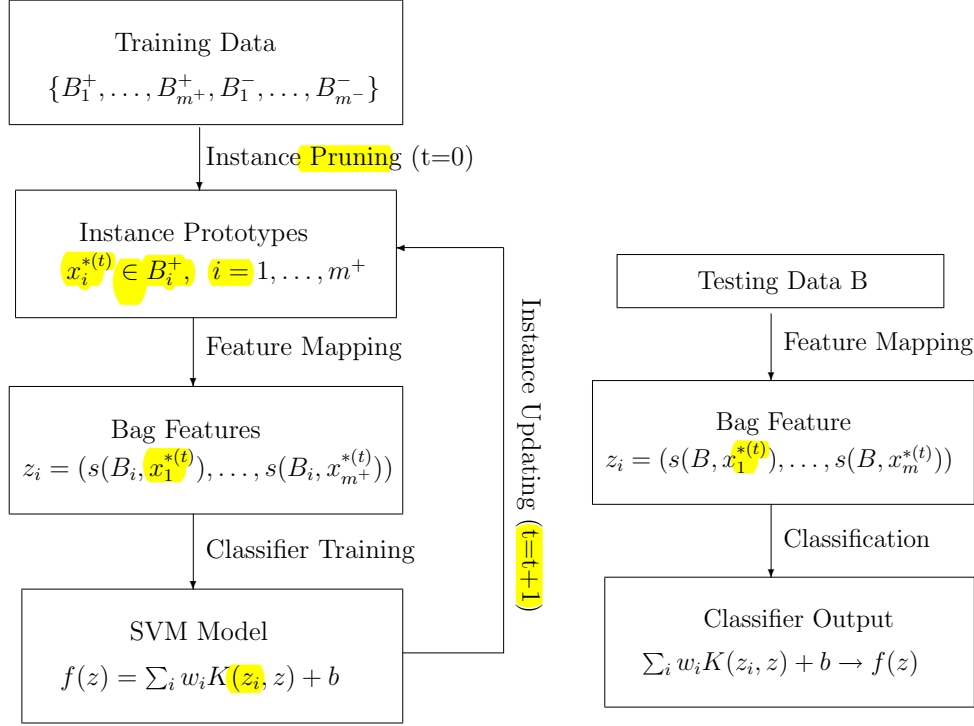 Training Data
{B_1^+, …, B_{m^+}^+, B_1^-, …, B_{m^-}^-}
Instance Pruning (t=0)
Instance Prototypes
x_i^{*(t)} ∈ B_i^+, i = 1, …, m^+
Feature Mapping
Bag Features
z_i = (s(B_i, x_1^{*(t)}), …, s(B_i, x_{m^+}^{*(t)}))
Classifier Training
SVM Model
f(z) = ∑_i w_i K(z_i, z) + b
Instance Updating (t=t+1)
Testing Data B
Feature Mapping
Bag Feature
z_i = (s(B, x_1^{*(t)}), …, s(B, x_m^{*(t)}))
Classification
Classifier Output
∑_i w_i K(z_i, z) + b → f(z)